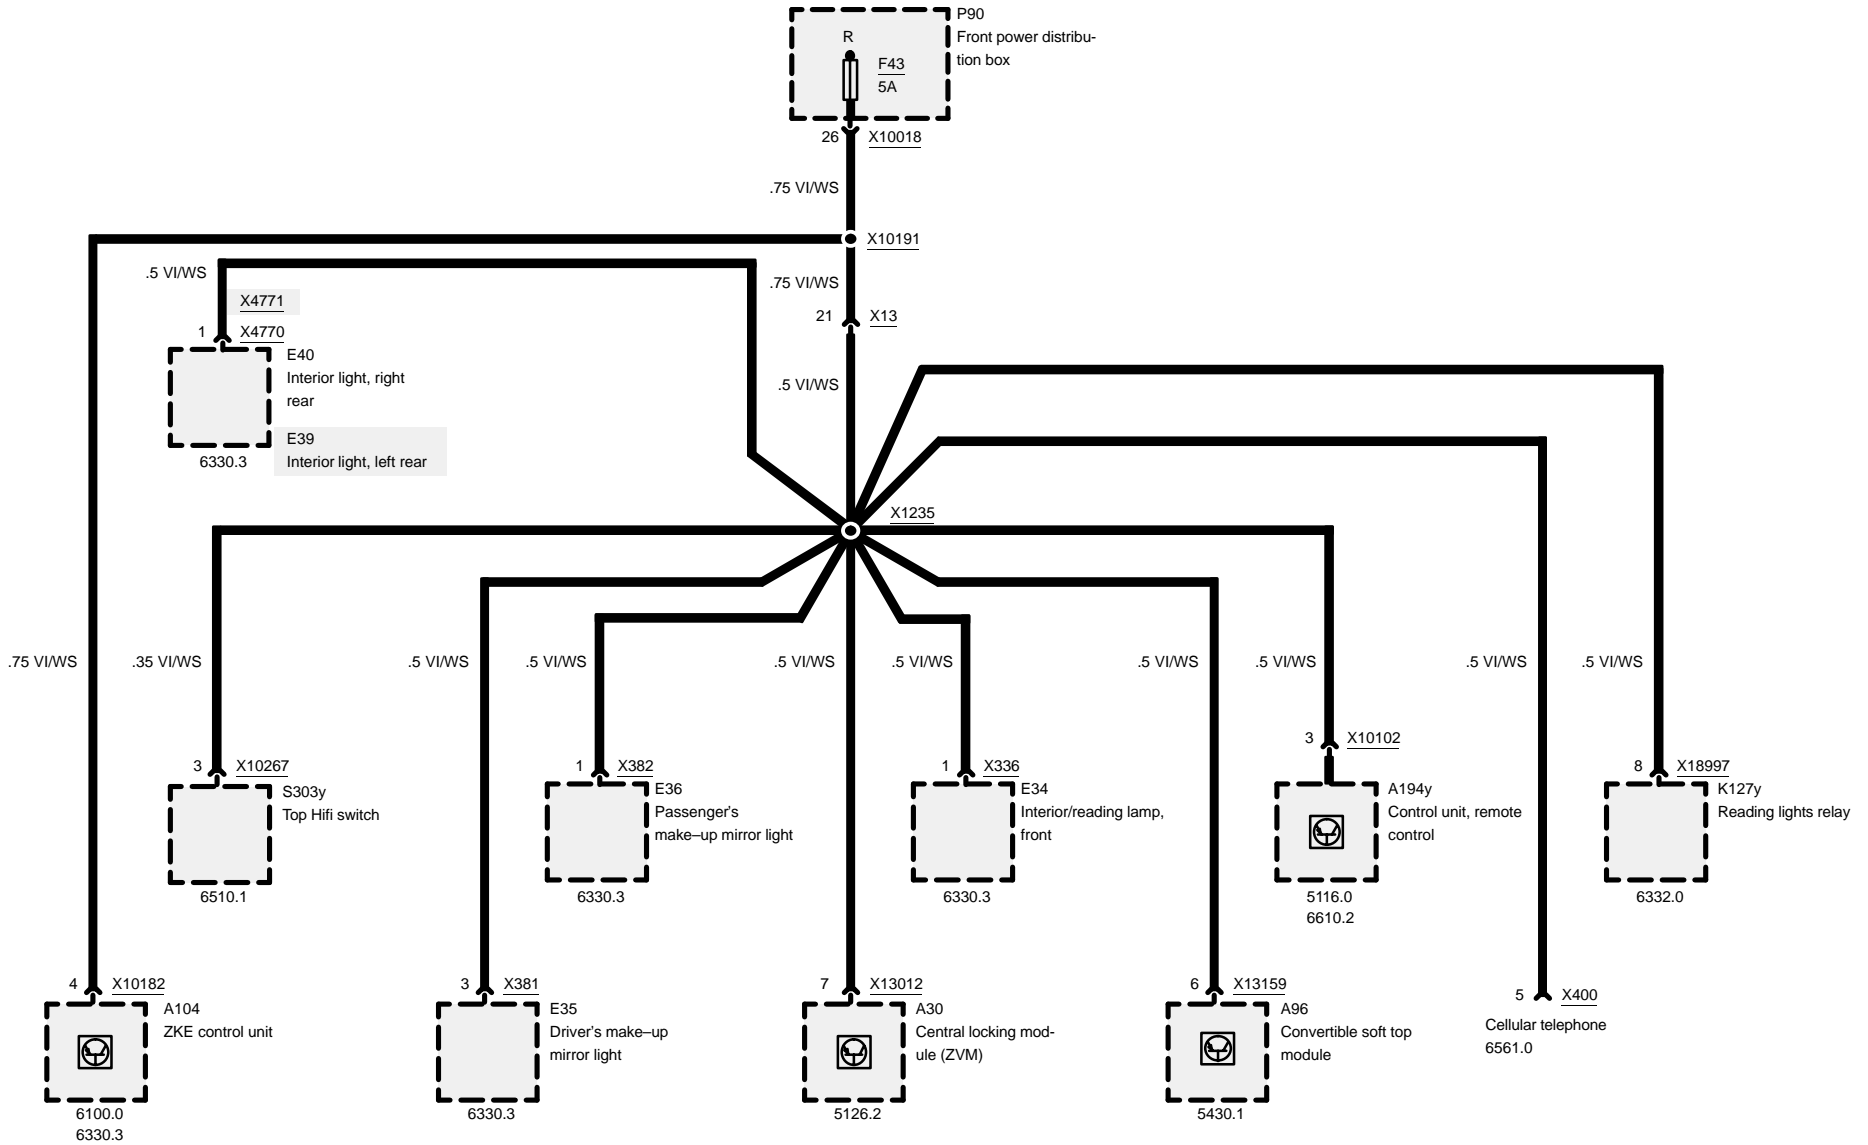 P90
Front power distribu-
tion box
R
F43
5A
26
X10018
.75 VI/WS
X10191
.5 VI/WS
.75 VI/WS
X4771
21
X13
1
X4770
E40
Interior light, right
rear
.5 VI/WS
E39
Interior light, left rear
6330.3
X1235
.75 VI/WS
.35 VI/WS
.5 VI/WS
.5 VI/WS
.5 VI/WS
.5 VI/WS
.5 VI/WS
.5 VI/WS
.5 VI/WS
.5 VI/WS
3
X10102
3
X10267
1
X382
1
X336
8
X18997
S303y
Top Hifi switch
6510.1
E36
Passenger's
make–up mirror light
6330.3
E34
Interior/reading lamp,
front
6330.3
A194y
Control unit, remote
control
5116.0
6610.2
K127y
Reading lights relay
6332.0
4
X10182
3
X381
7
X13012
6
X13159
5
X400
A104
ZKE control unit
6100.0
6330.3
E35
Driver's make–up
mirror light
6330.3
A30
Central locking mod-
ule (ZVM)
5126.2
A96
Convertible soft top
module
5430.1
Cellular telephone
6561.0